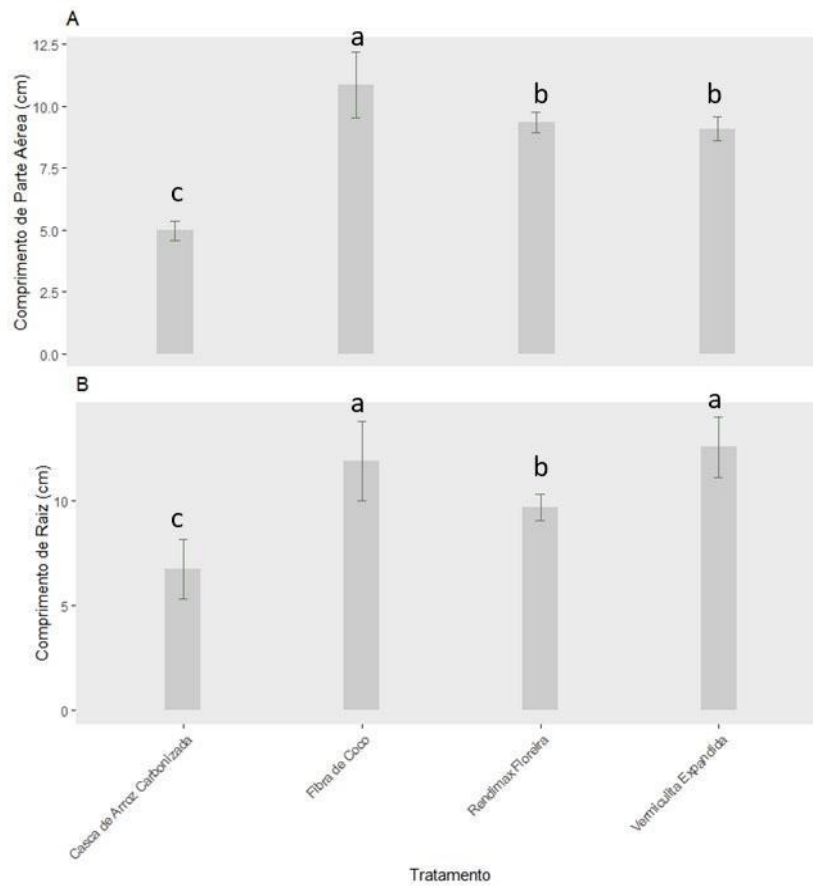 A
Comprimento de Parte Aérea (cm)
12.5
10.0
7.5
5.0
2.5
0.0
c
a
b
b
B
Comprimento de Raiz (cm)
10
5
0
c
a
b
a
Casca de Arroz Carbonizada
Fibra de Coco
Rendimax Floreira
Vermiculita Expandida
Tratamento